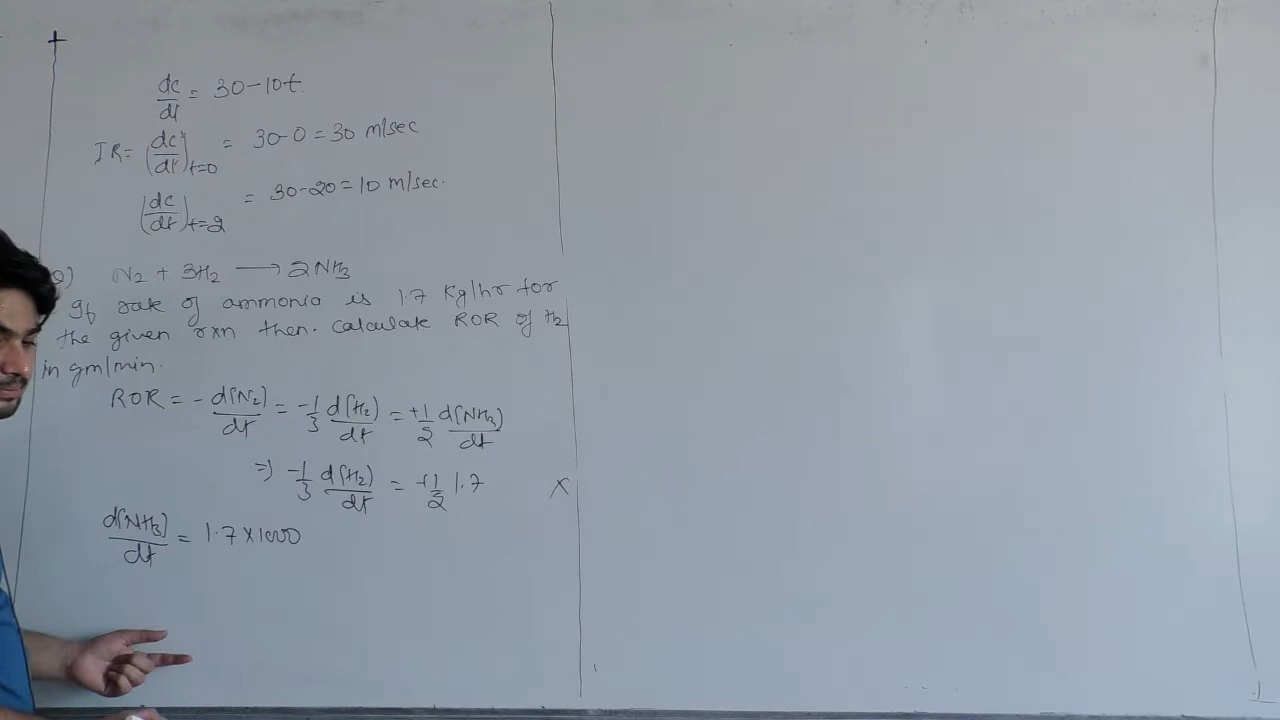 dc/dt = 30-10t
IR = (dc/dt)t=0 = 30-0 = 30 m/sec
(dc/dt)t=2 = 30-20 = 10 m/sec.
Q) N2 + 3H2 ⟶ 2NH3
If rate of ammonia is 1.7 Kg/hr for
the given rxn then. Calculate ROR of H2
in gm/min.
ROR = - d[N2]/dt = -1/3 d[H2]/dt = +1/2 d[NH3]/dt
⇒ -1/3 d[H2]/dt = +1/2 1.7 X
d[NH3]/dt = 1.7×1000